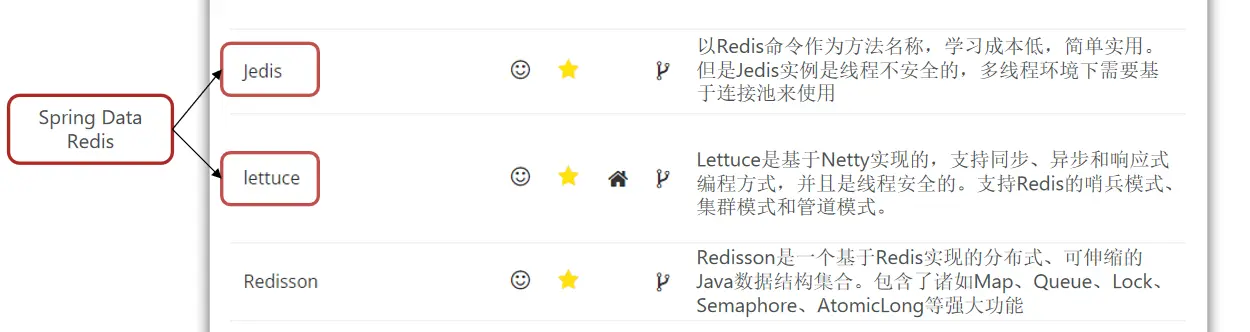 Spring Data
Redis
Jedis
以Redis命令作为方法名称，学习成本低，简单实用。
但是Jedis实例是线程不安全的，多线程环境下需要基
于连接池来使用
lettuce
Lettuce是基于Netty实现的，支持同步、异步和响应式
编程方式，并且是线程安全的。支持Redis的哨兵模式、
集群模式和管道模式。
Redisson
Redisson是一个基于Redis实现的分布式、可伸缩的
Java数据结构集合。包含了诸如Map、Queue、Lock、
Semaphore、AtomicLong等强大功能